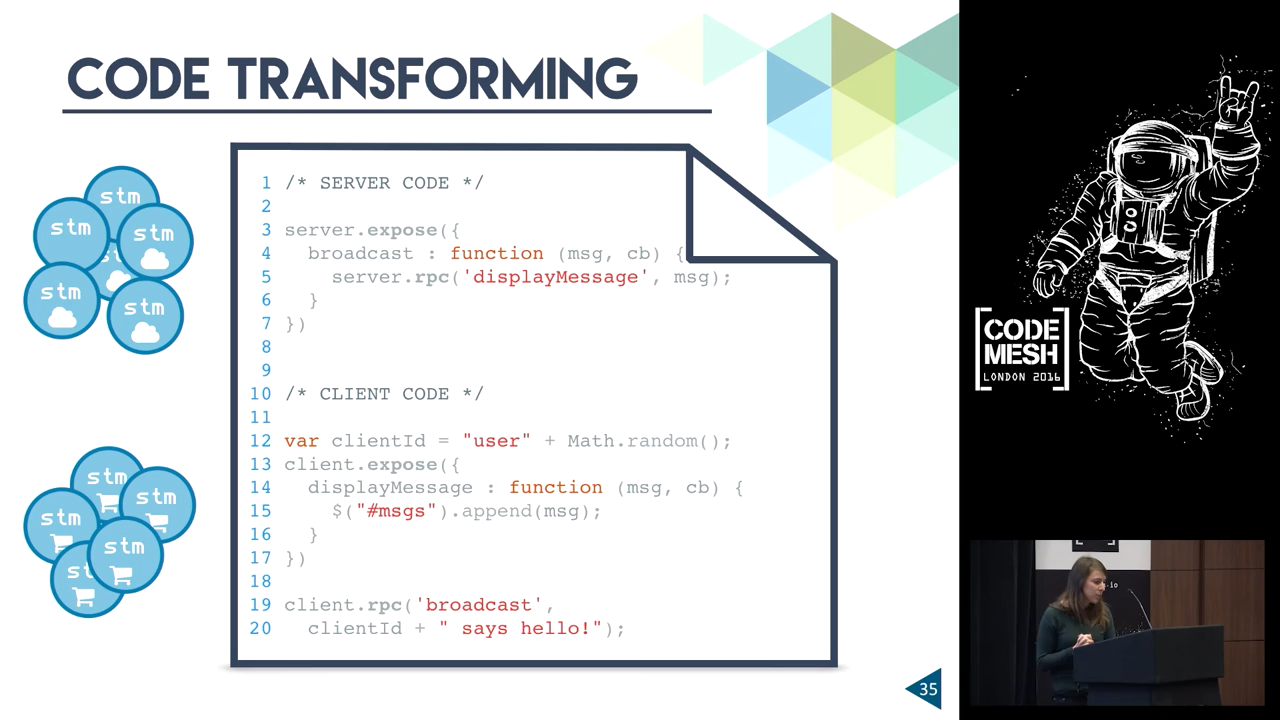 CODE TRANSFORMING
stm
stm
stm
stm
stm
stm
stm
stm
stm
st
1 /* SERVER CODE */
2
3 server.expose({
4   broadcast : function (msg, cb) {
5     server.rpc('displayMessage', msg);
6   }
7 })
8
9
10 /* CLIENT CODE */
11
12 var clientId = "user" + Math.random();
13 client.expose({
14   displayMessage : function (msg, cb) {
15     $("#msgs").append(msg);
16   }
17 })
18
19 client.rpc('broadcast',
20   clientId + " says hello!");
35
CODE
MESH
LONDON 2016